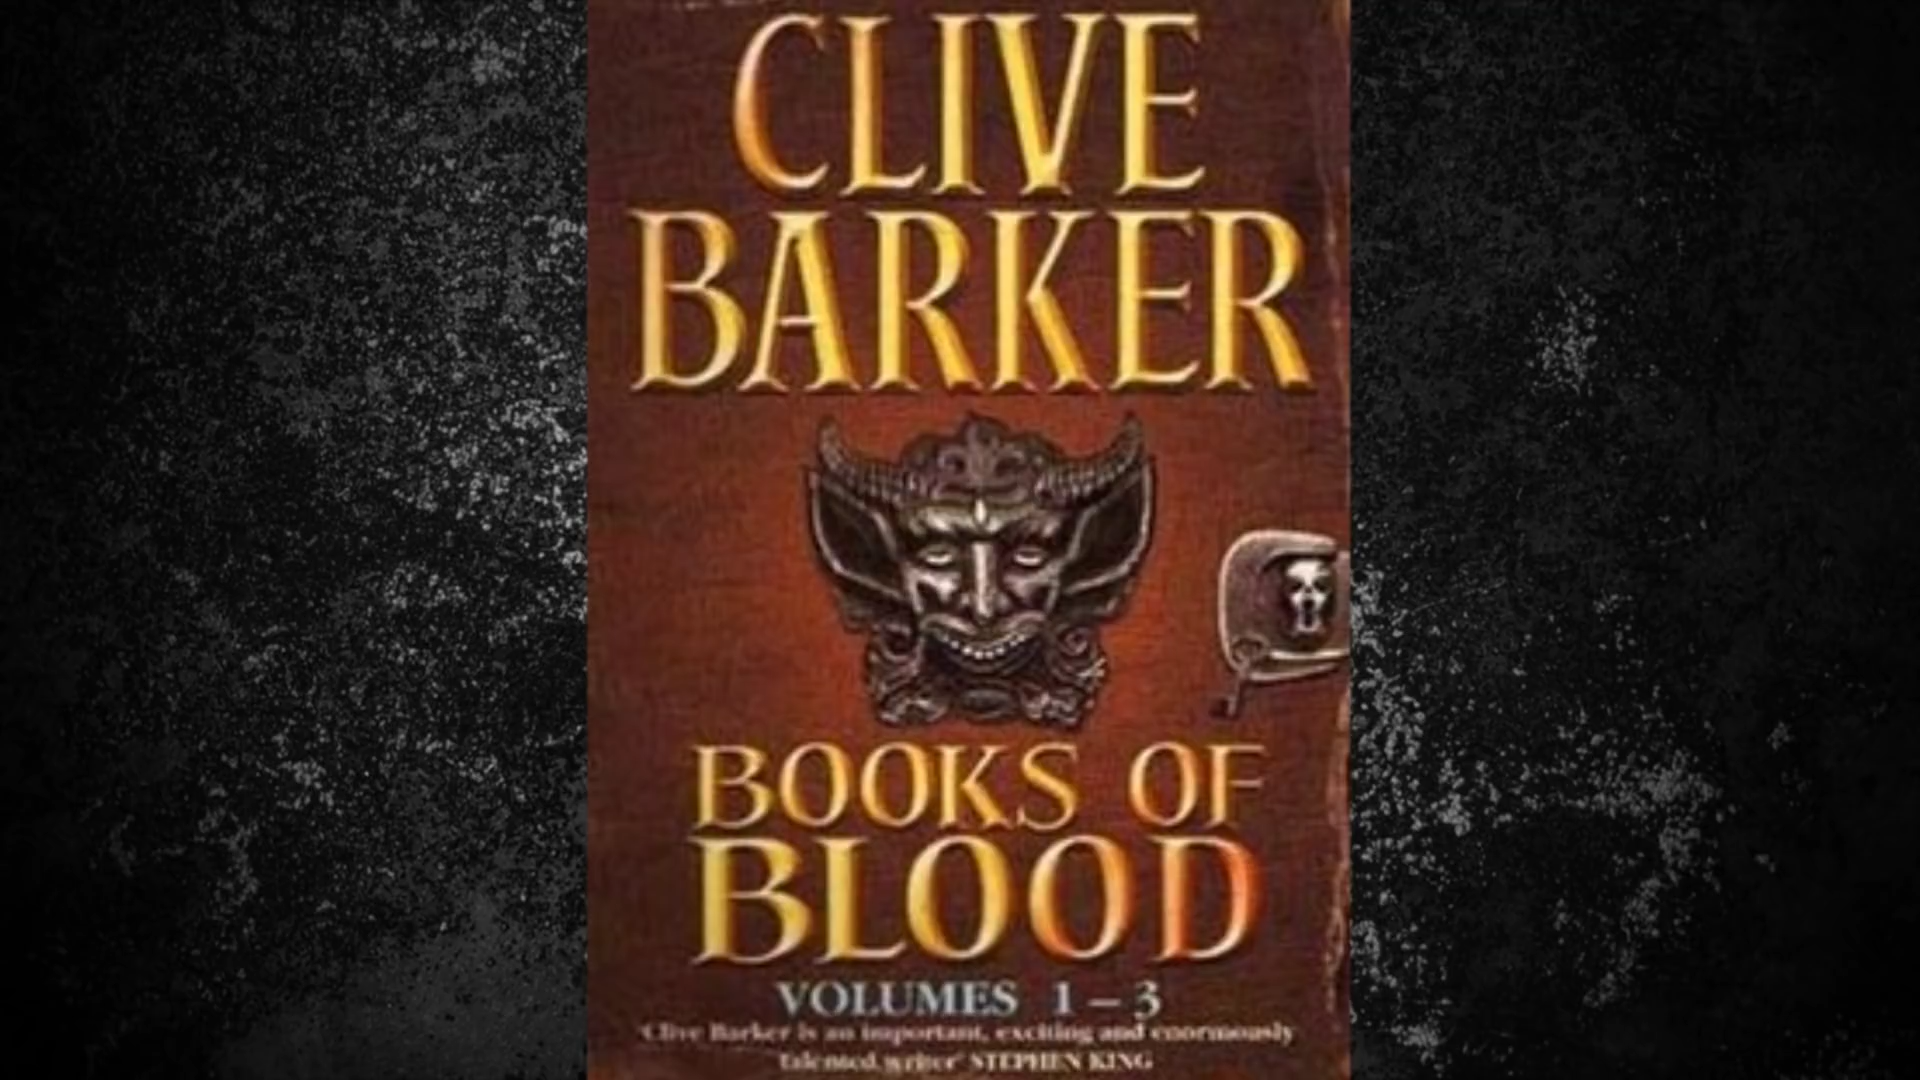 CLIVE
BARKER
BOOKS OF
BLOOD
VOLUMES 1 – 3
'Clive Barker is an important, exciting and enormously
talented writer' STEPHEN KING